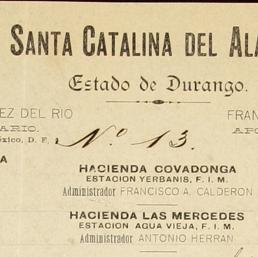 SANTA CATALINA DEL ALA
Estado de Durango.
EZ DEL RIO
FRAN
ARIO.
APO
éxico, D. F.
Nº 13.
A
HACIENDA COVADONGA
ESTACION YERBANIS, F. I. M.
Administrador FRANCISCO A. CALDERON
HACIENDA LAS MERCEDES
ESTACION AGUA VIEJA, F. I. M.
Administrador ANTONIO HERRAN